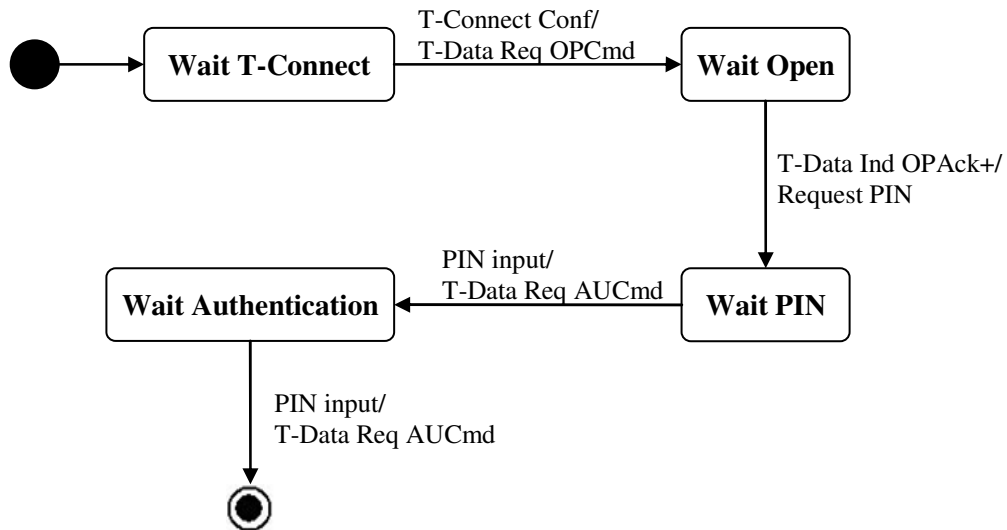 T-Connect Conf/
T-Data Req OPCmd
Wait T-Connect
Wait Open
T-Data Ind OPAck+/
Request PIN
PIN input/
T-Data Req AUCmd
Wait Authentication
Wait PIN
PIN input/
T-Data Req AUCmd